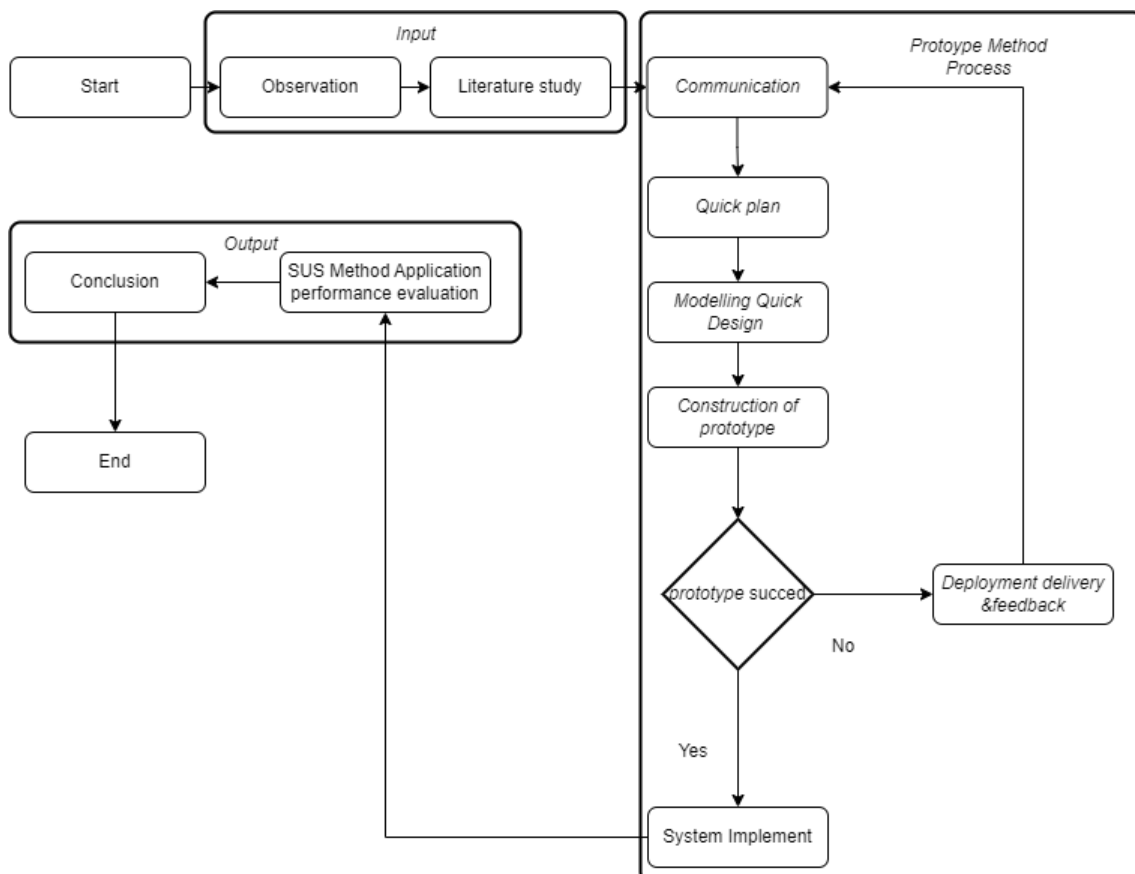 Input
Protoype Method
Process
Start
Observation
Literature study
Communication
Quick plan
Output
Conclusion
SUS Method Application
performance evaluation
Modelling Quick
Design
Construction of
prototype
End
prototype succed
Deployment delivery
&feedback
No
Yes
System Implement